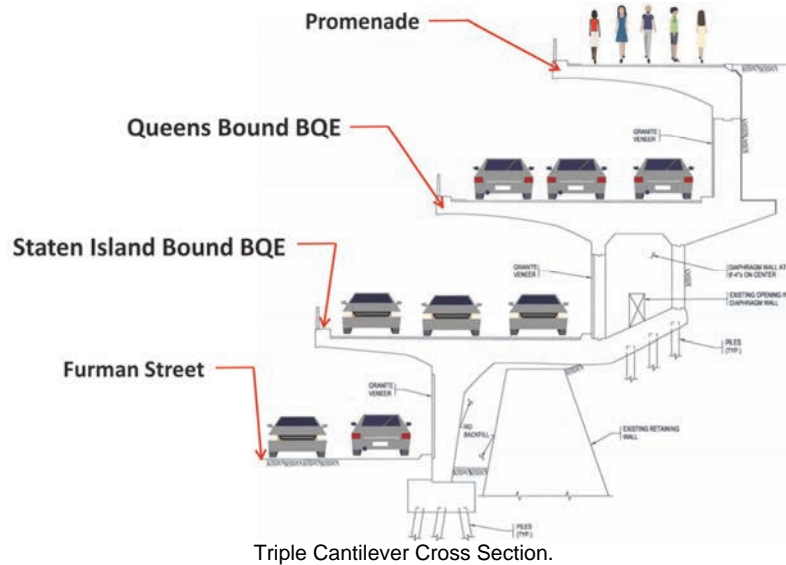 Promenade
GRANITE
VENEER
Queens Bound BQE
Staten Island Bound BQE
GRANITE
VENEER
DIAPHRAGM WALL AT
8'-4"± ON CENTER
EXISTING OPENING IN
DIAPHRAGM WALL
PILES
(TYP.)
Furman Street
GRANITE
VENEER
NO
BACKFILL
EXISTING RETAINING
WALL
PILES
(TYP.)
Triple Cantilever Cross Section.